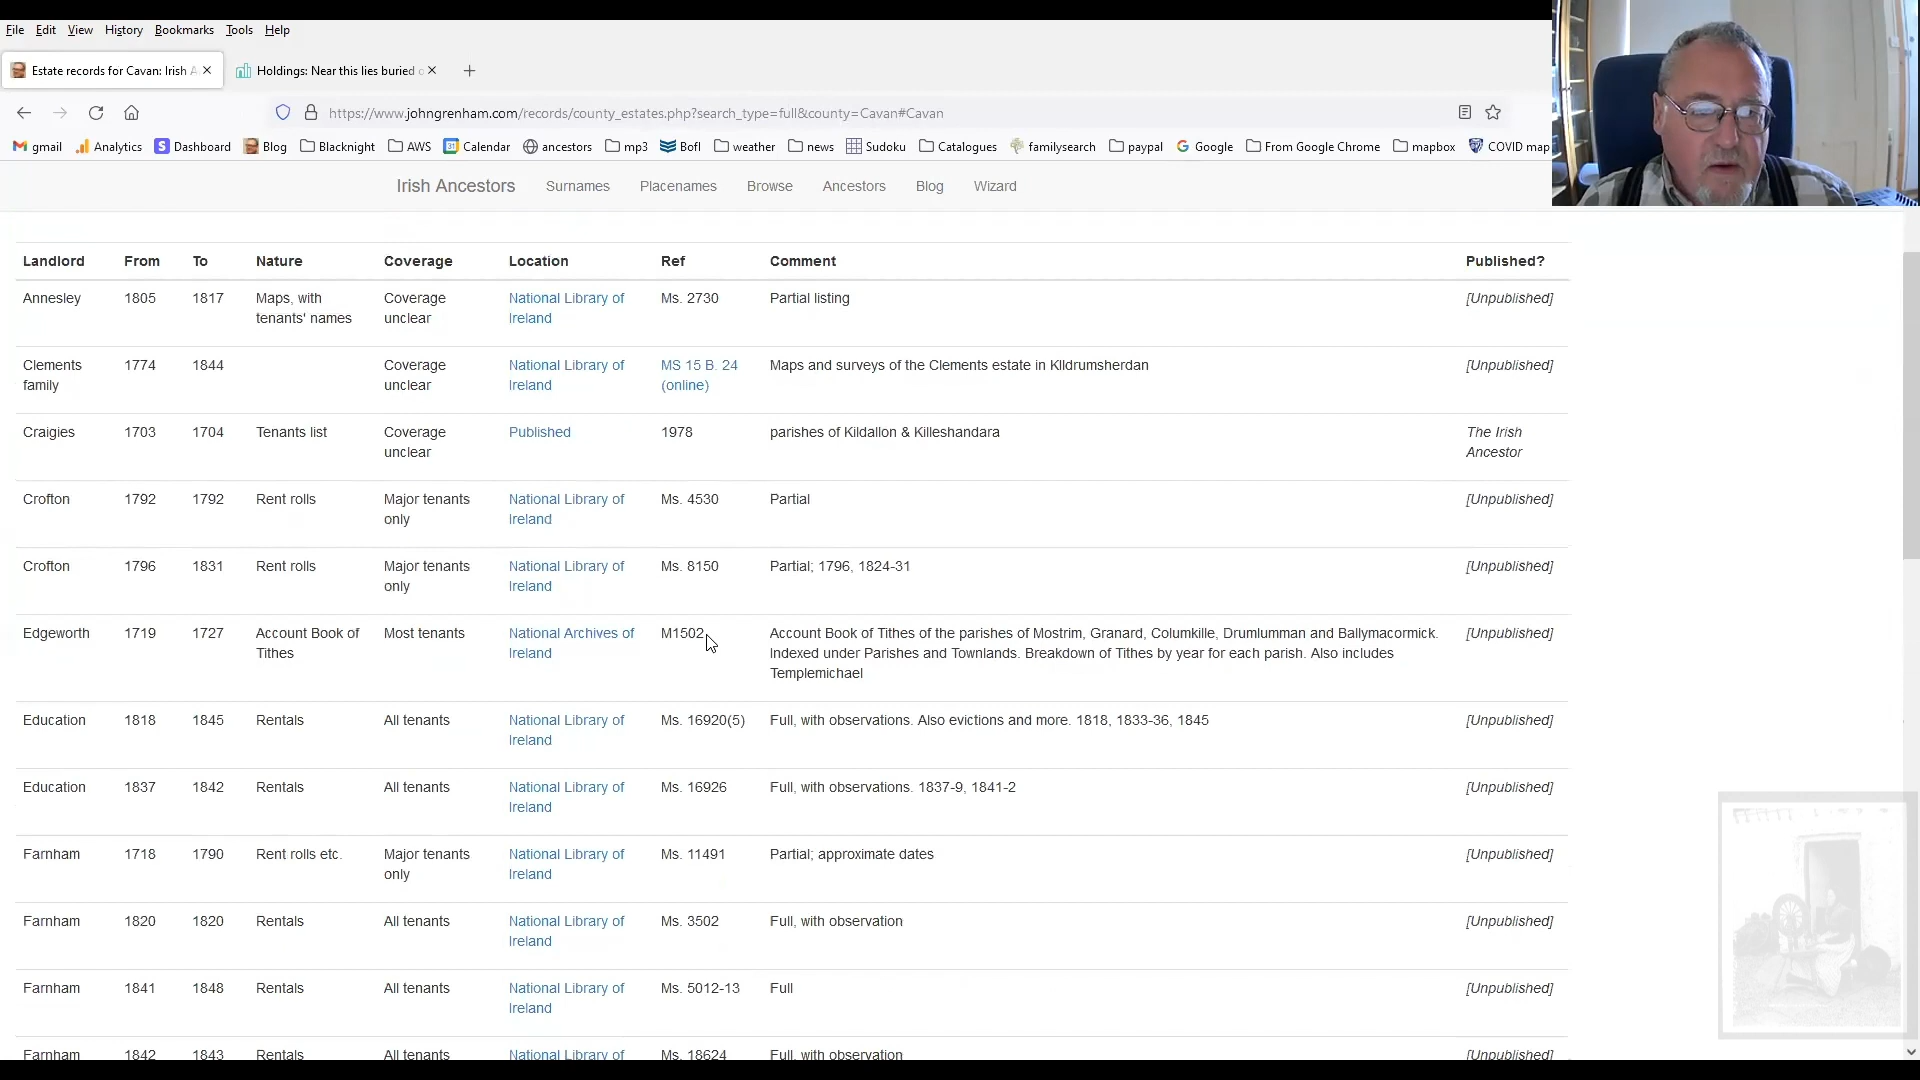 File Edit View History Bookmarks Tools Help
Estate records for Cavan: Irish A
Holdings: Near this lies buried o
https://www.johngrenham.com/records/county_estates.php?search_type=full&county=Cavan#Cavan
gmail Analytics Dashboard Blog Blacknight AWS Calendar ancestors mp3 BofI weather news Sudoku Catalogues familysearch paypal Google From Google Chrome mapbox COVID map
Irish Ancestors Surnames Placenames Browse Ancestors Blog Wizard
Landlord From To Nature Coverage Location Ref Comment Published?
Annesley 1805 1817 Maps, with Coverage National Library of Ms. 2730 Partial listing [Unpublished]
tenants' names unclear Ireland
Clements 1774 1844 Coverage National Library of MS 15 B. 24 Maps and surveys of the Clements estate in KIldrumsherdan [Unpublished]
family unclear Ireland (online)
Craigies 1703 1704 Tenants list Coverage Published 1978 parishes of Kildallon & Killeshandara The Irish
unclear Ancestor
Crofton 1792 1792 Rent rolls Major tenants National Library of Ms. 4530 Partial [Unpublished]
only Ireland
Crofton 1796 1831 Rent rolls Major tenants National Library of Ms. 8150 Partial; 1796, 1824-31 [Unpublished]
only Ireland
Edgeworth 1719 1727 Account Book of Most tenants National Archives of M1502 Account Book of Tithes of the parishes of Mostrim, Granard, Columkille, Drumlumman and Ballymacormick. [Unpublished]
Tithes Ireland Indexed under Parishes and Townlands. Breakdown of Tithes by year for each parish. Also includes
Templemichael
Education 1818 1845 Rentals All tenants National Library of Ms. 16920(5) Full, with observations. Also evictions and more. 1818, 1833-36, 1845 [Unpublished]
Ireland
Education 1837 1842 Rentals All tenants National Library of Ms. 16926 Full, with observations. 1837-9, 1841-2 [Unpublished]
Ireland
Farnham 1718 1790 Rent rolls etc. Major tenants National Library of Ms. 11491 Partial; approximate dates [Unpublished]
only Ireland
Farnham 1820 1820 Rentals All tenants National Library of Ms. 3502 Full, with observation [Unpublished]
Ireland
Farnham 1841 1848 Rentals All tenants National Library of Ms. 5012-13 Full [Unpublished]
Ireland
Farnham 1842 1843 Rentals All tenants National Library of Ms. 18624 Full, with observation [Unpublished]